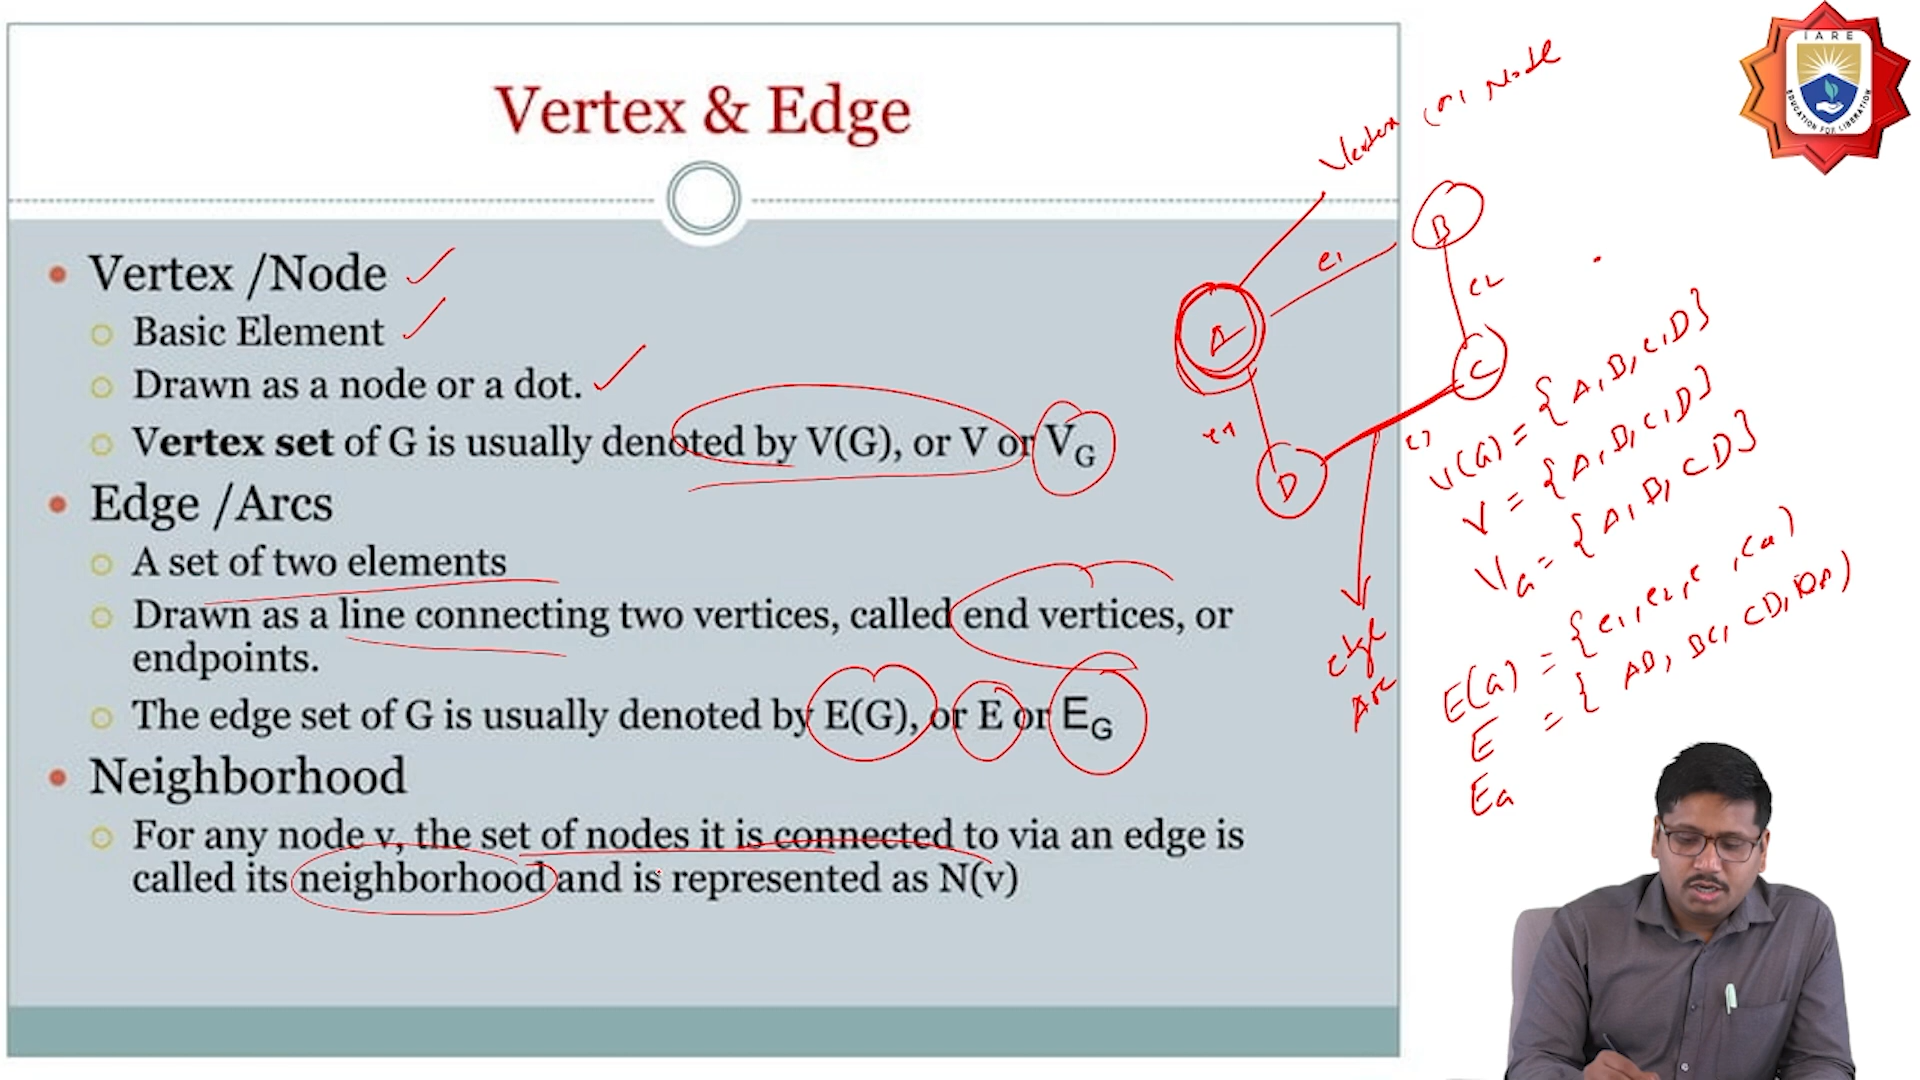 Vertex & Edge
Vertex /Node
Basic Element
Drawn as a node or a dot.
Vertex set of G is usually denoted by V(G), or V or VG
Edge /Arcs
A set of two elements
Drawn as a line connecting two vertices, called end vertices, or
endpoints.
The edge set of G is usually denoted by E(G), or E or EG
Neighborhood
For any node v, the set of nodes it is connected to via an edge is
called its neighborhood and is represented as N(v)
Vertex (or) Node
A
B
C
D
e1
e2
Edge
Arc
V(G) = {A, B, C, D}
V = {A, B, C, D}
VG = {A, B, C D}
E
EG
IARE
EDUCATION FOR LIBERATION